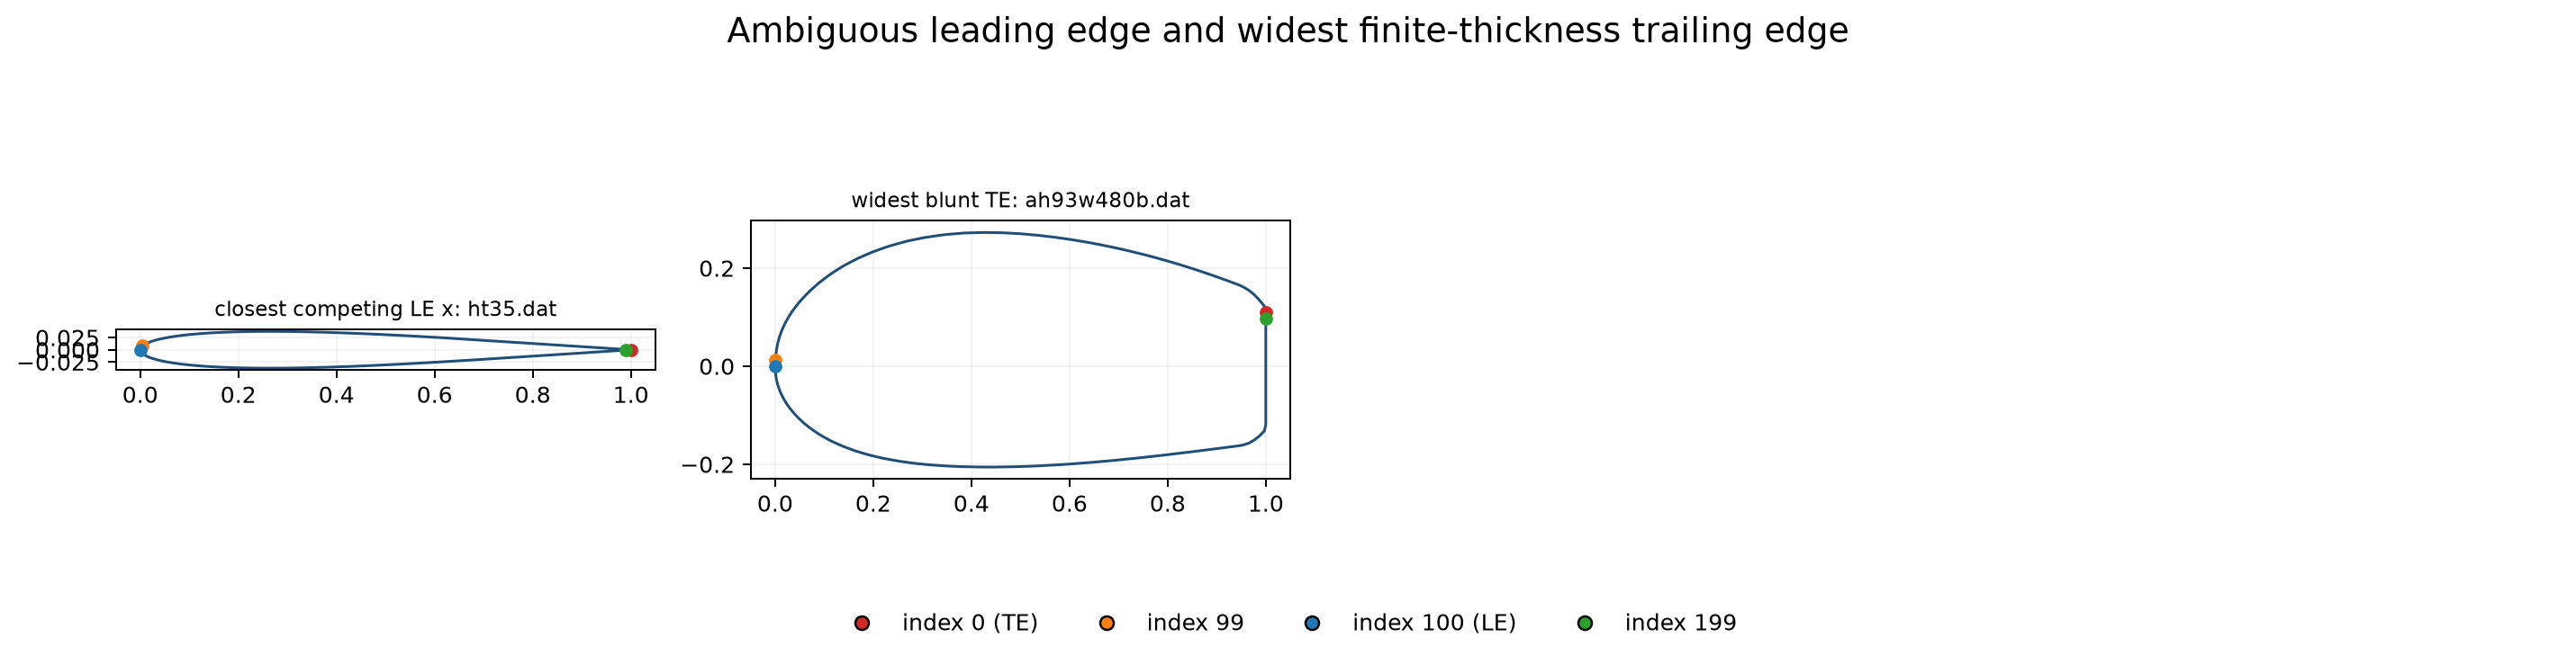 Ambiguous leading edge and widest finite-thickness trailing edge
closest competing LE x: ht35.dat
0.025
0.000
−0.025
0.0 0.2 0.4 0.6 0.8 1.0
widest blunt TE: ah93w480b.dat
0.2
0.0
−0.2
0.0 0.2 0.4 0.6 0.8 1.0
index 0 (TE) index 99 index 100 (LE) index 199